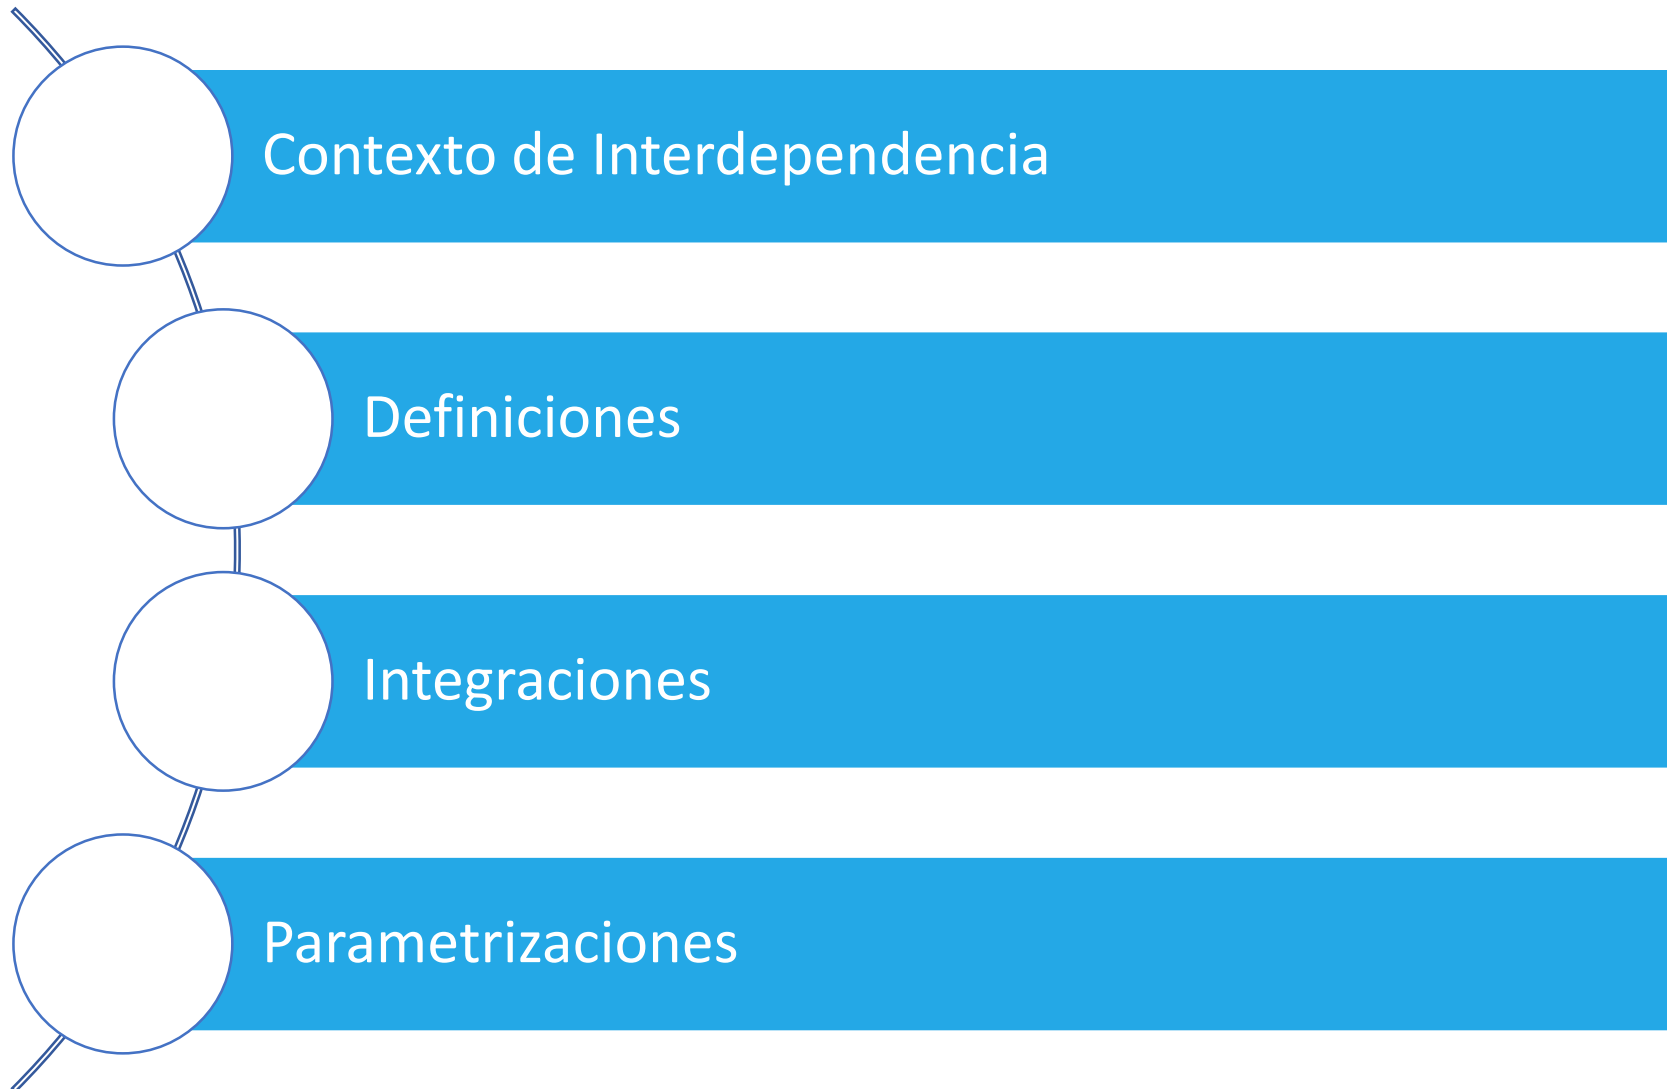 Contexto de Interdependencia
Definiciones
Integraciones
Parametrizaciones